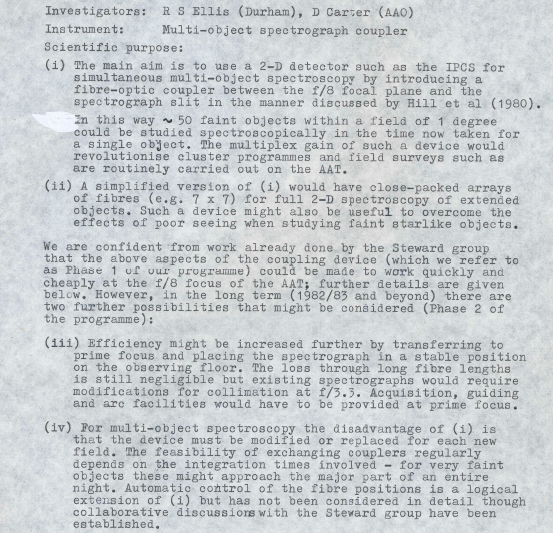 Investigators: R S Ellis (Durham), D Carter (AAO)
Instrument: Multi-object spectrograph coupler
Scientific purpose:
(i) The main aim is to use a 2-D detector such as the IPCS for
simultaneous multi-object spectroscopy by introducing a
fibre-optic coupler between the f/8 focal plane and the
spectrograph slit in the manner discussed by Hill et al (1980).
In this way ~ 50 faint objects within a field of 1 degree
could be studied spectroscopically in the time now taken for
a single object. The multiplex gain of such a device would
revolutionise cluster programmes and field surveys such as
are routinely carried out on the AAT.
(ii) A simplified version of (i) would have close-packed arrays
of fibres (e.g. 7 x 7) for full 2-D spectroscopy of extended
objects. Such a device might also be useful to overcome the
effects of poor seeing when studying faint starlike objects.
We are confident from work already done by the Steward group
that the above aspects of the coupling device (which we refer to
as Phase 1 of our programme) could be made to work quickly and
cheaply at the f/8 focus of the AAT; further details are given
below. However, in the long term (1982/83 and beyond) there are
two further possibilities that might be considered (Phase 2 of
the programme):
(iii) Efficiency might be increased further by transferring to
prime focus and placing the spectrograph in a stable position
on the observing floor. The loss through long fibre lengths
is still negligible but existing spectrographs would require
modifications for collimation at f/3.3. Acquisition, guiding
and arc facilities would have to be provided at prime focus.
(iv) For multi-object spectroscopy the disadvantage of (i) is
that the device must be modified or replaced for each new
field. The feasibility of exchanging couplers regularly
depends on the integration times involved - for very faint
objects these might approach the major part of an entire
night. Automatic control of the fibre positions is a logical
extension of (i) but has not been considered in detail though
collaborative discussions with the Steward group have been
established.